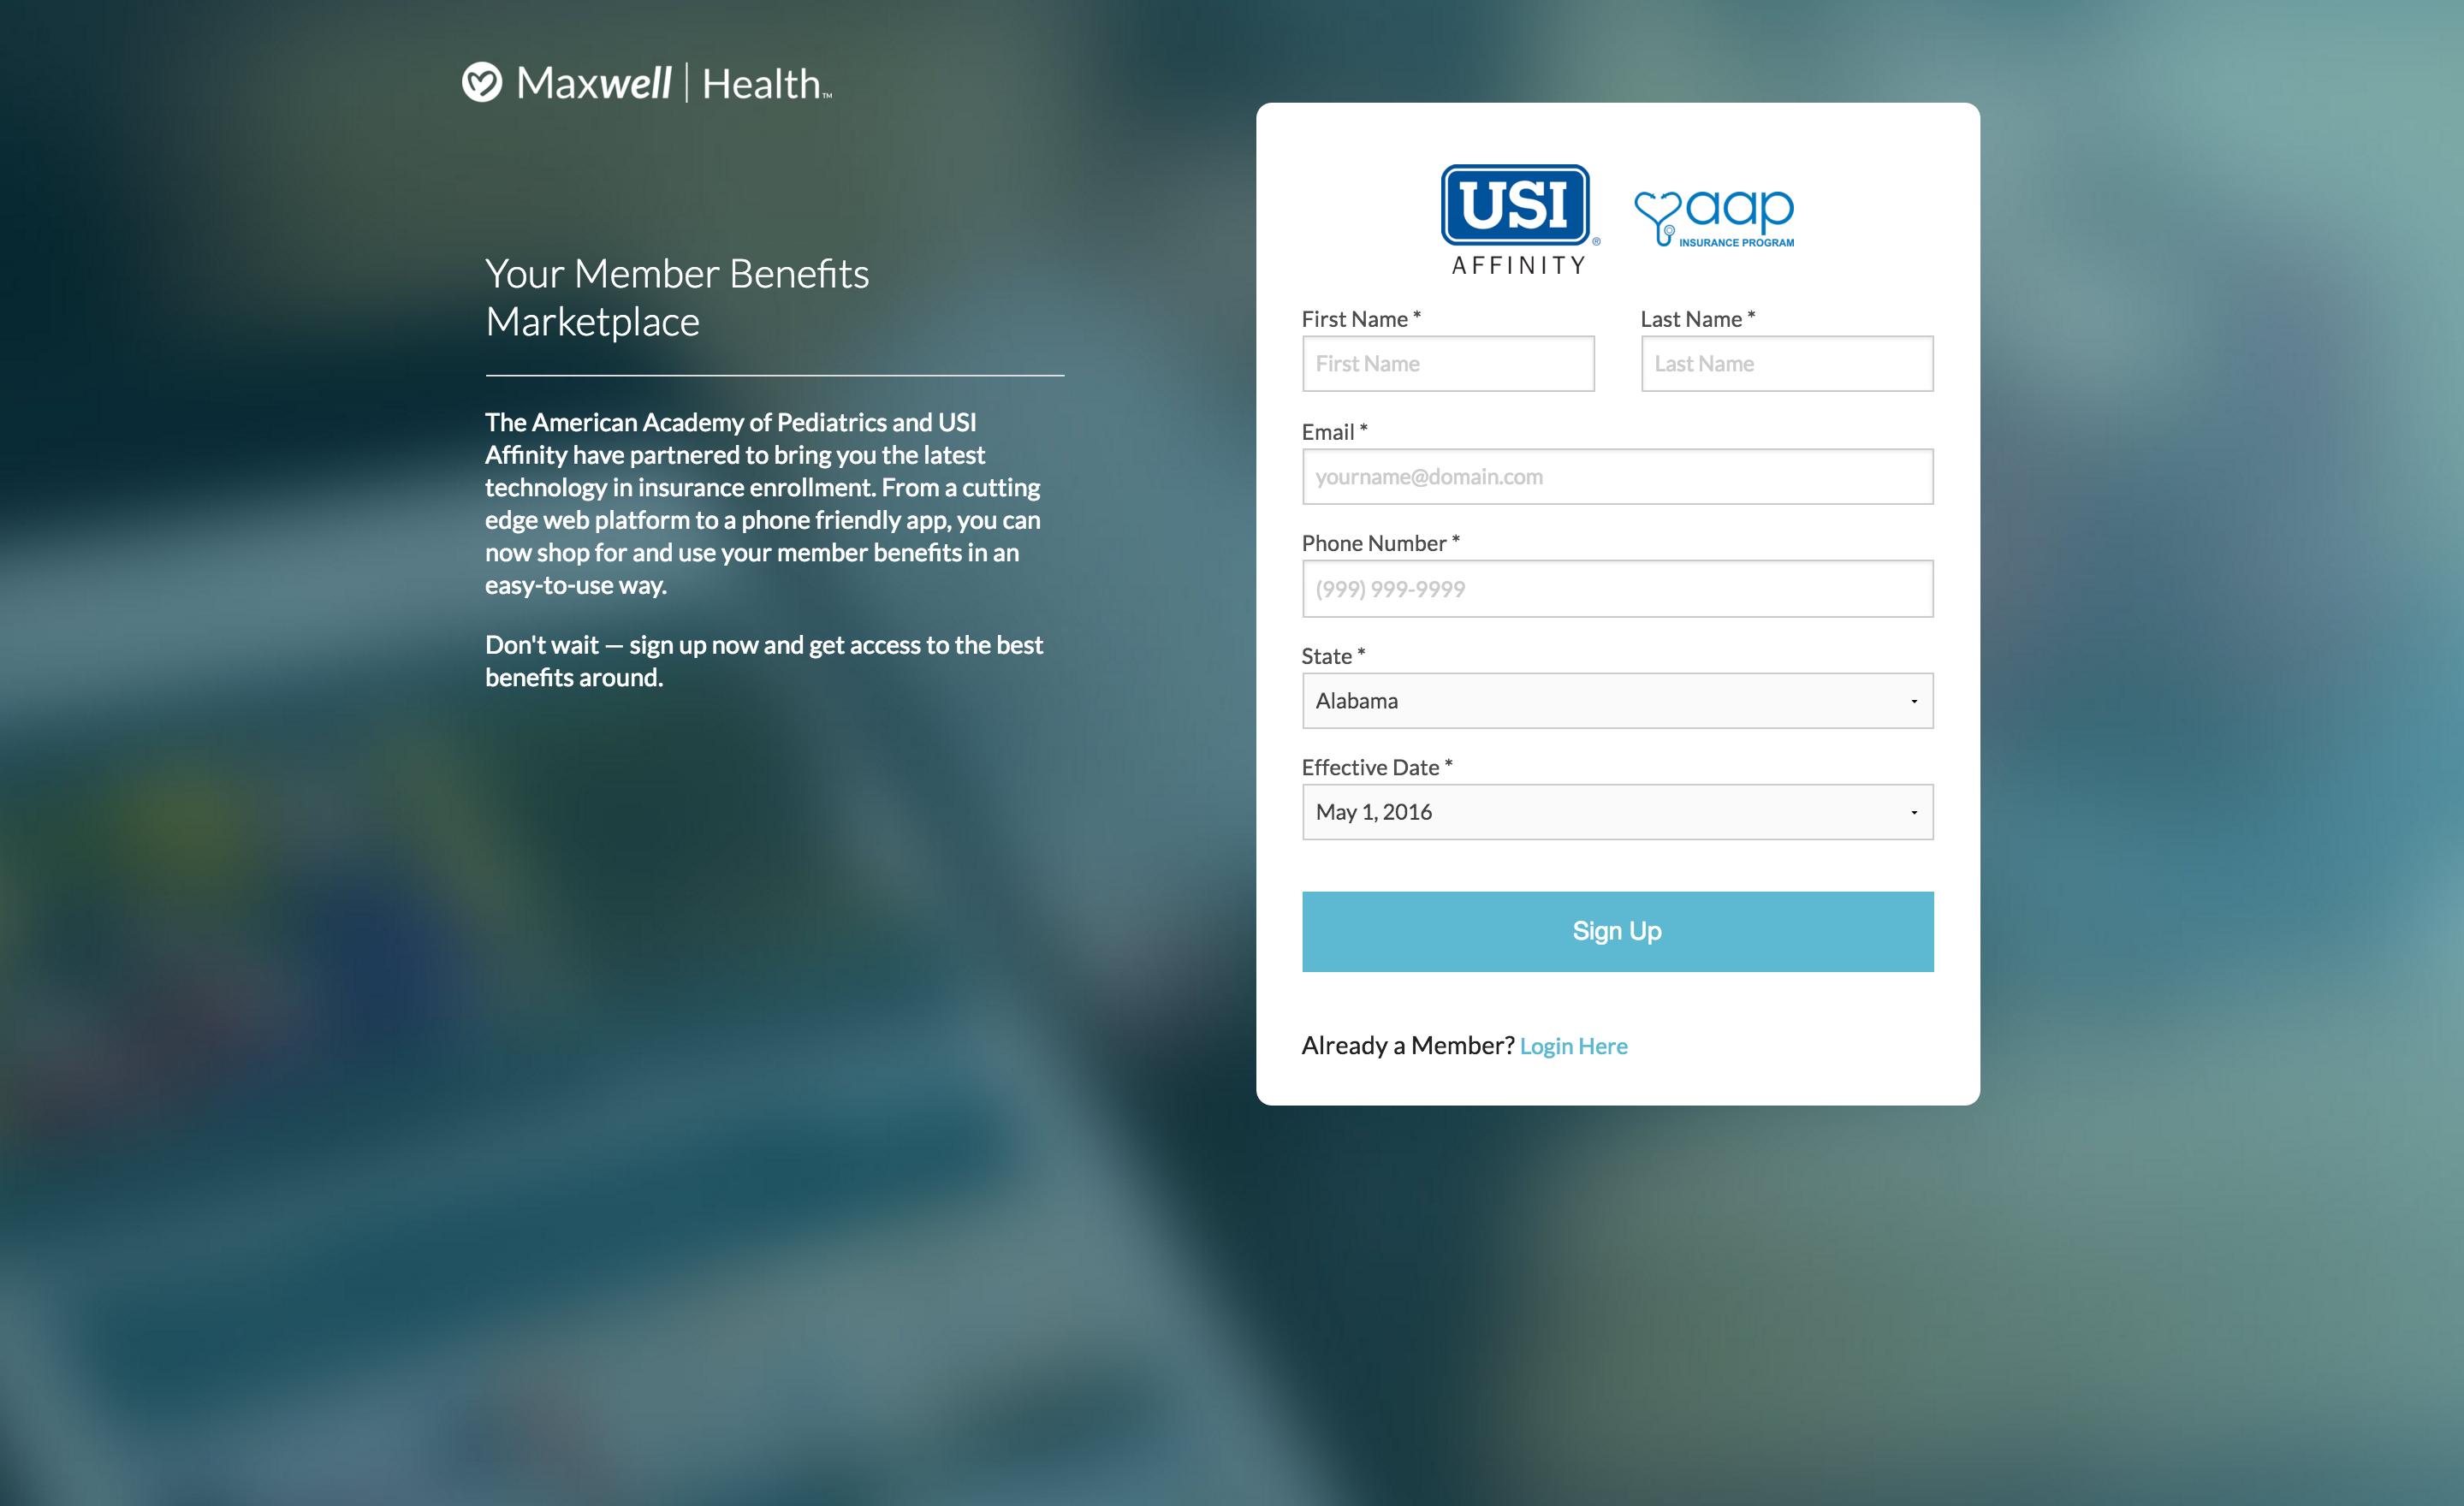 Maxwell | Health™
Your Member Benefits
Marketplace
The American Academy of Pediatrics and USI
Affinity have partnered to bring you the latest
technology in insurance enrollment. From a cutting
edge web platform to a phone friendly app, you can
now shop for and use your member benefits in an
easy-to-use way.
Don't wait — sign up now and get access to the best
benefits around.
USI®
AFFINITY
aap
INSURANCE PROGRAM
First Name * Last Name *
First Name Last Name
Email *
yourname@domain.com
Phone Number *
(999) 999-9999
State *
Alabama
Effective Date *
May 1, 2016
Sign Up
Already a Member? Login Here